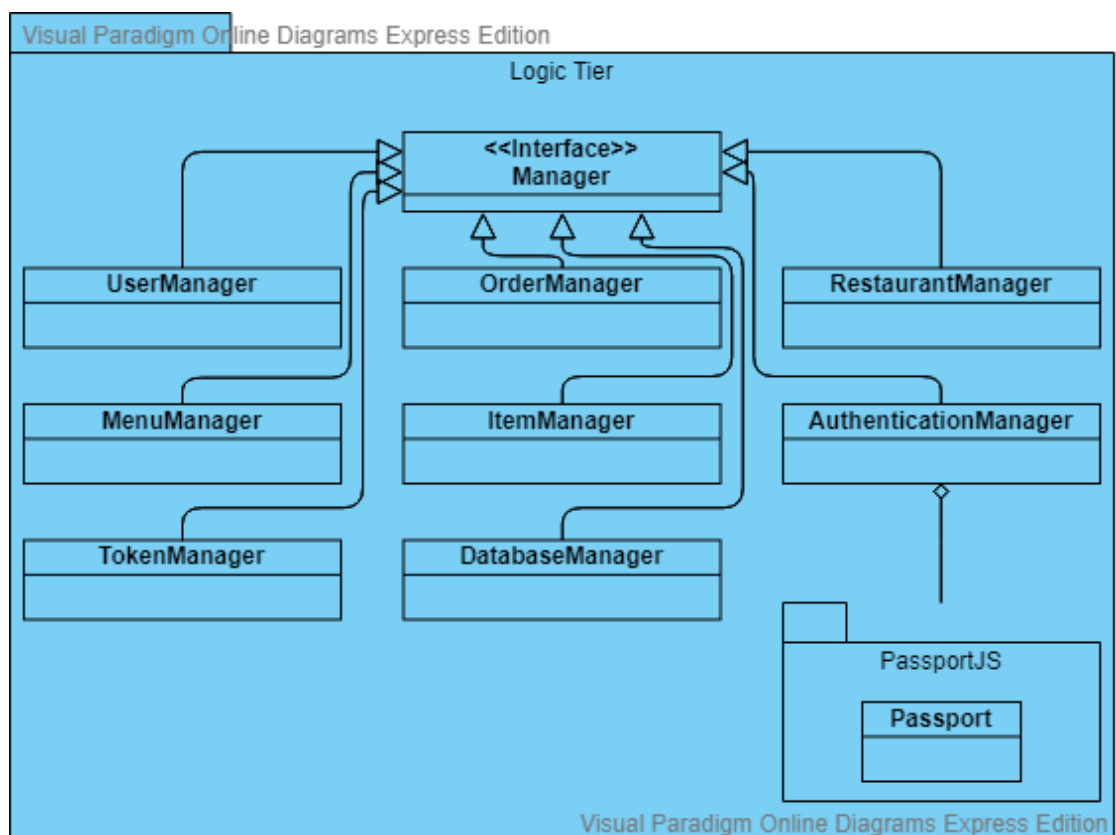 Visual Paradigm Online Diagrams Express Edition
Logic Tier
<<Interface>>
Manager
UserManager
OrderManager
RestaurantManager
MenuManager
ItemManager
AuthenticationManager
TokenManager
DatabaseManager
PassportJS
Passport
Visual Paradigm Online Diagrams Express Edition